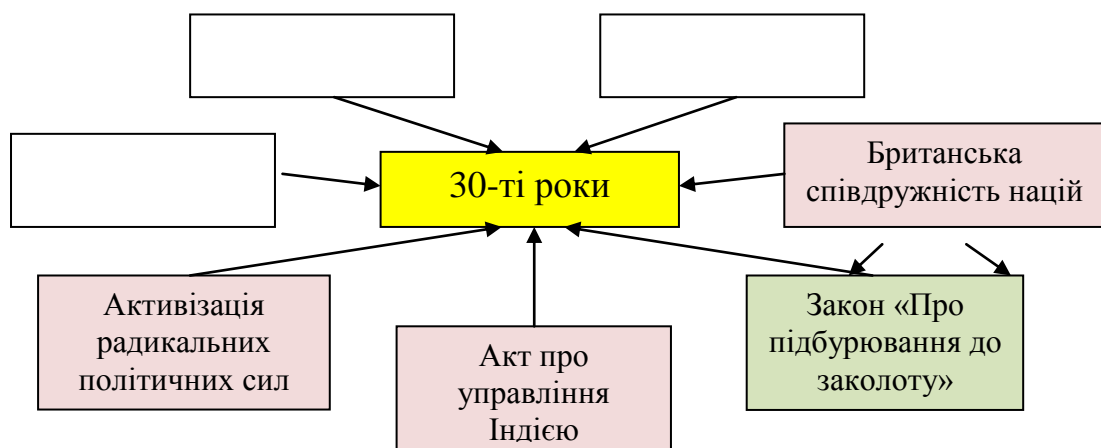 30-ті роки
Британська
співдружність націй
Активізація
радикальних
політичних сил
Акт про
управління
Індією
Закон «Про
підбурювання до
заколоту»